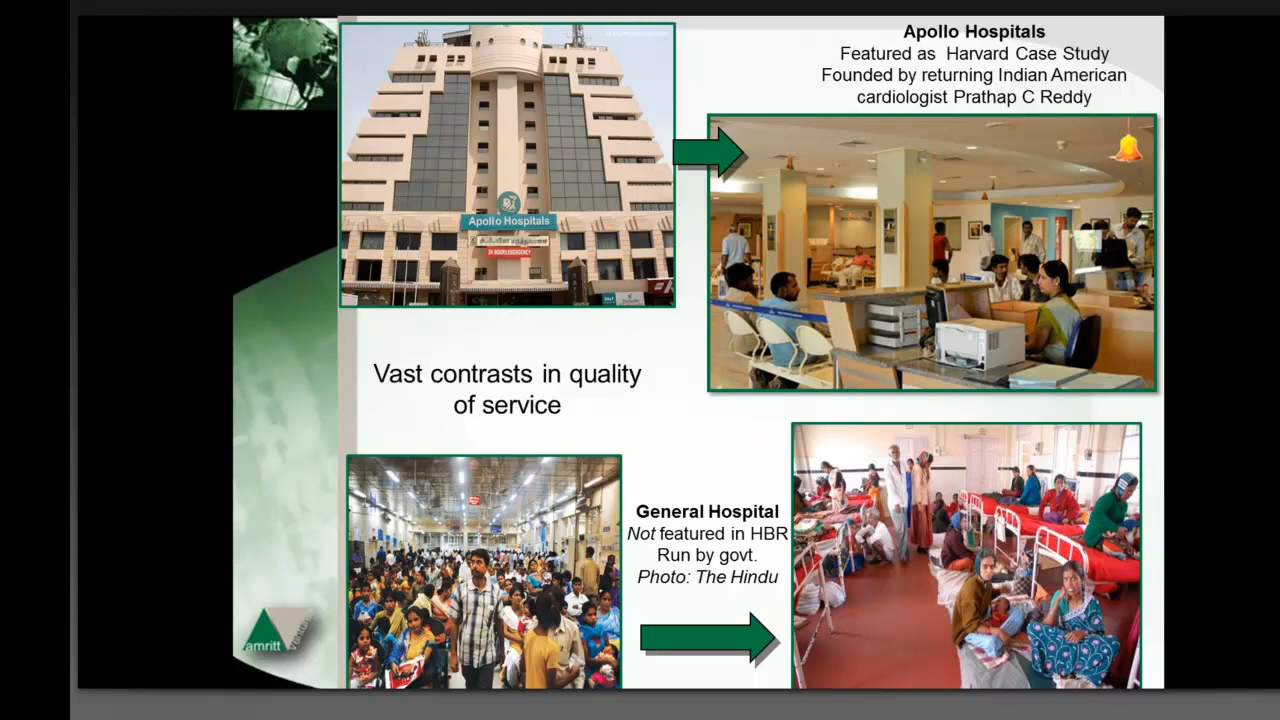 Apollo Hospitals
Featured as Harvard Case Study
Founded by returning Indian American
cardiologist Prathap C Reddy
Apollo Hospitals
24 HOURS EMERGENCY
Vast contrasts in quality
of service
General Hospital
Not featured in HBR
Run by govt.
Photo: The Hindu
amritt